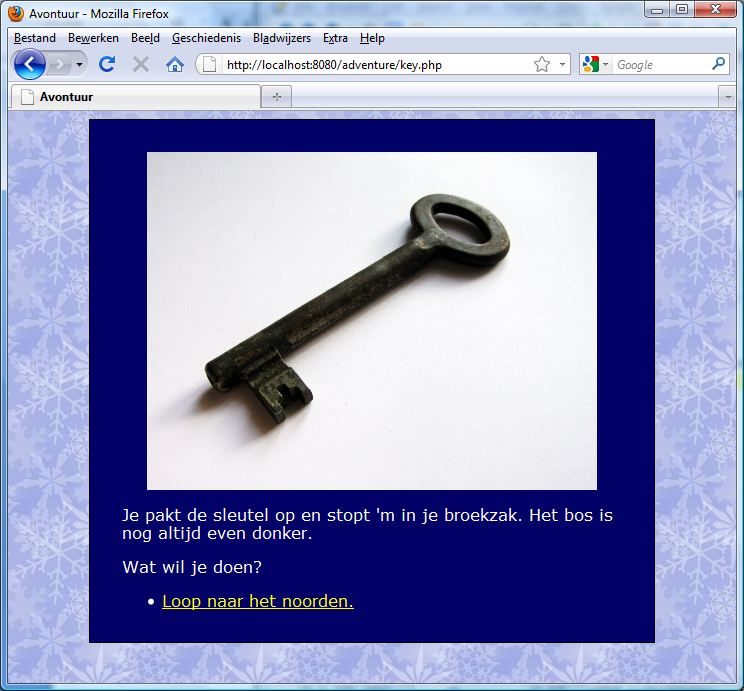 Avontuur - Mozilla Firefox
Bestand Bewerken Beeld Geschiedenis Bladwijzers Extra Help
http://localhost:8080/adventure/key.php Google
Avontuur
Je pakt de sleutel op en stopt 'm in je broekzak. Het bos is
nog altijd even donker.
Wat wil je doen?
• Loop naar het noorden.